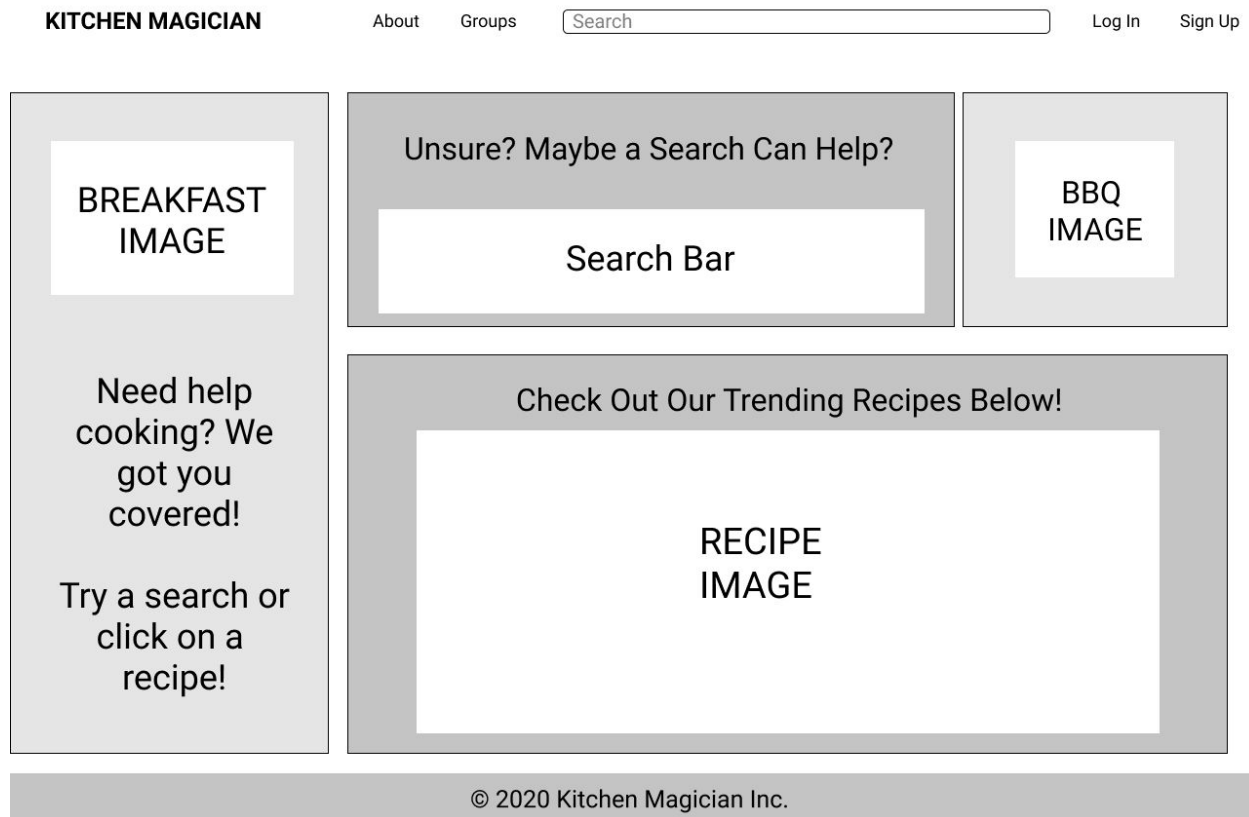 KITCHEN MAGICIAN
About
Groups
Search
Log In
Sign Up
BREAKFAST
IMAGE
Need help
cooking? We
got you
covered!
Try a search or
click on a
recipe!
Unsure? Maybe a Search Can Help?
Search Bar
BBQ
IMAGE
Check Out Our Trending Recipes Below!
RECIPE
IMAGE
© 2020 Kitchen Magician Inc.